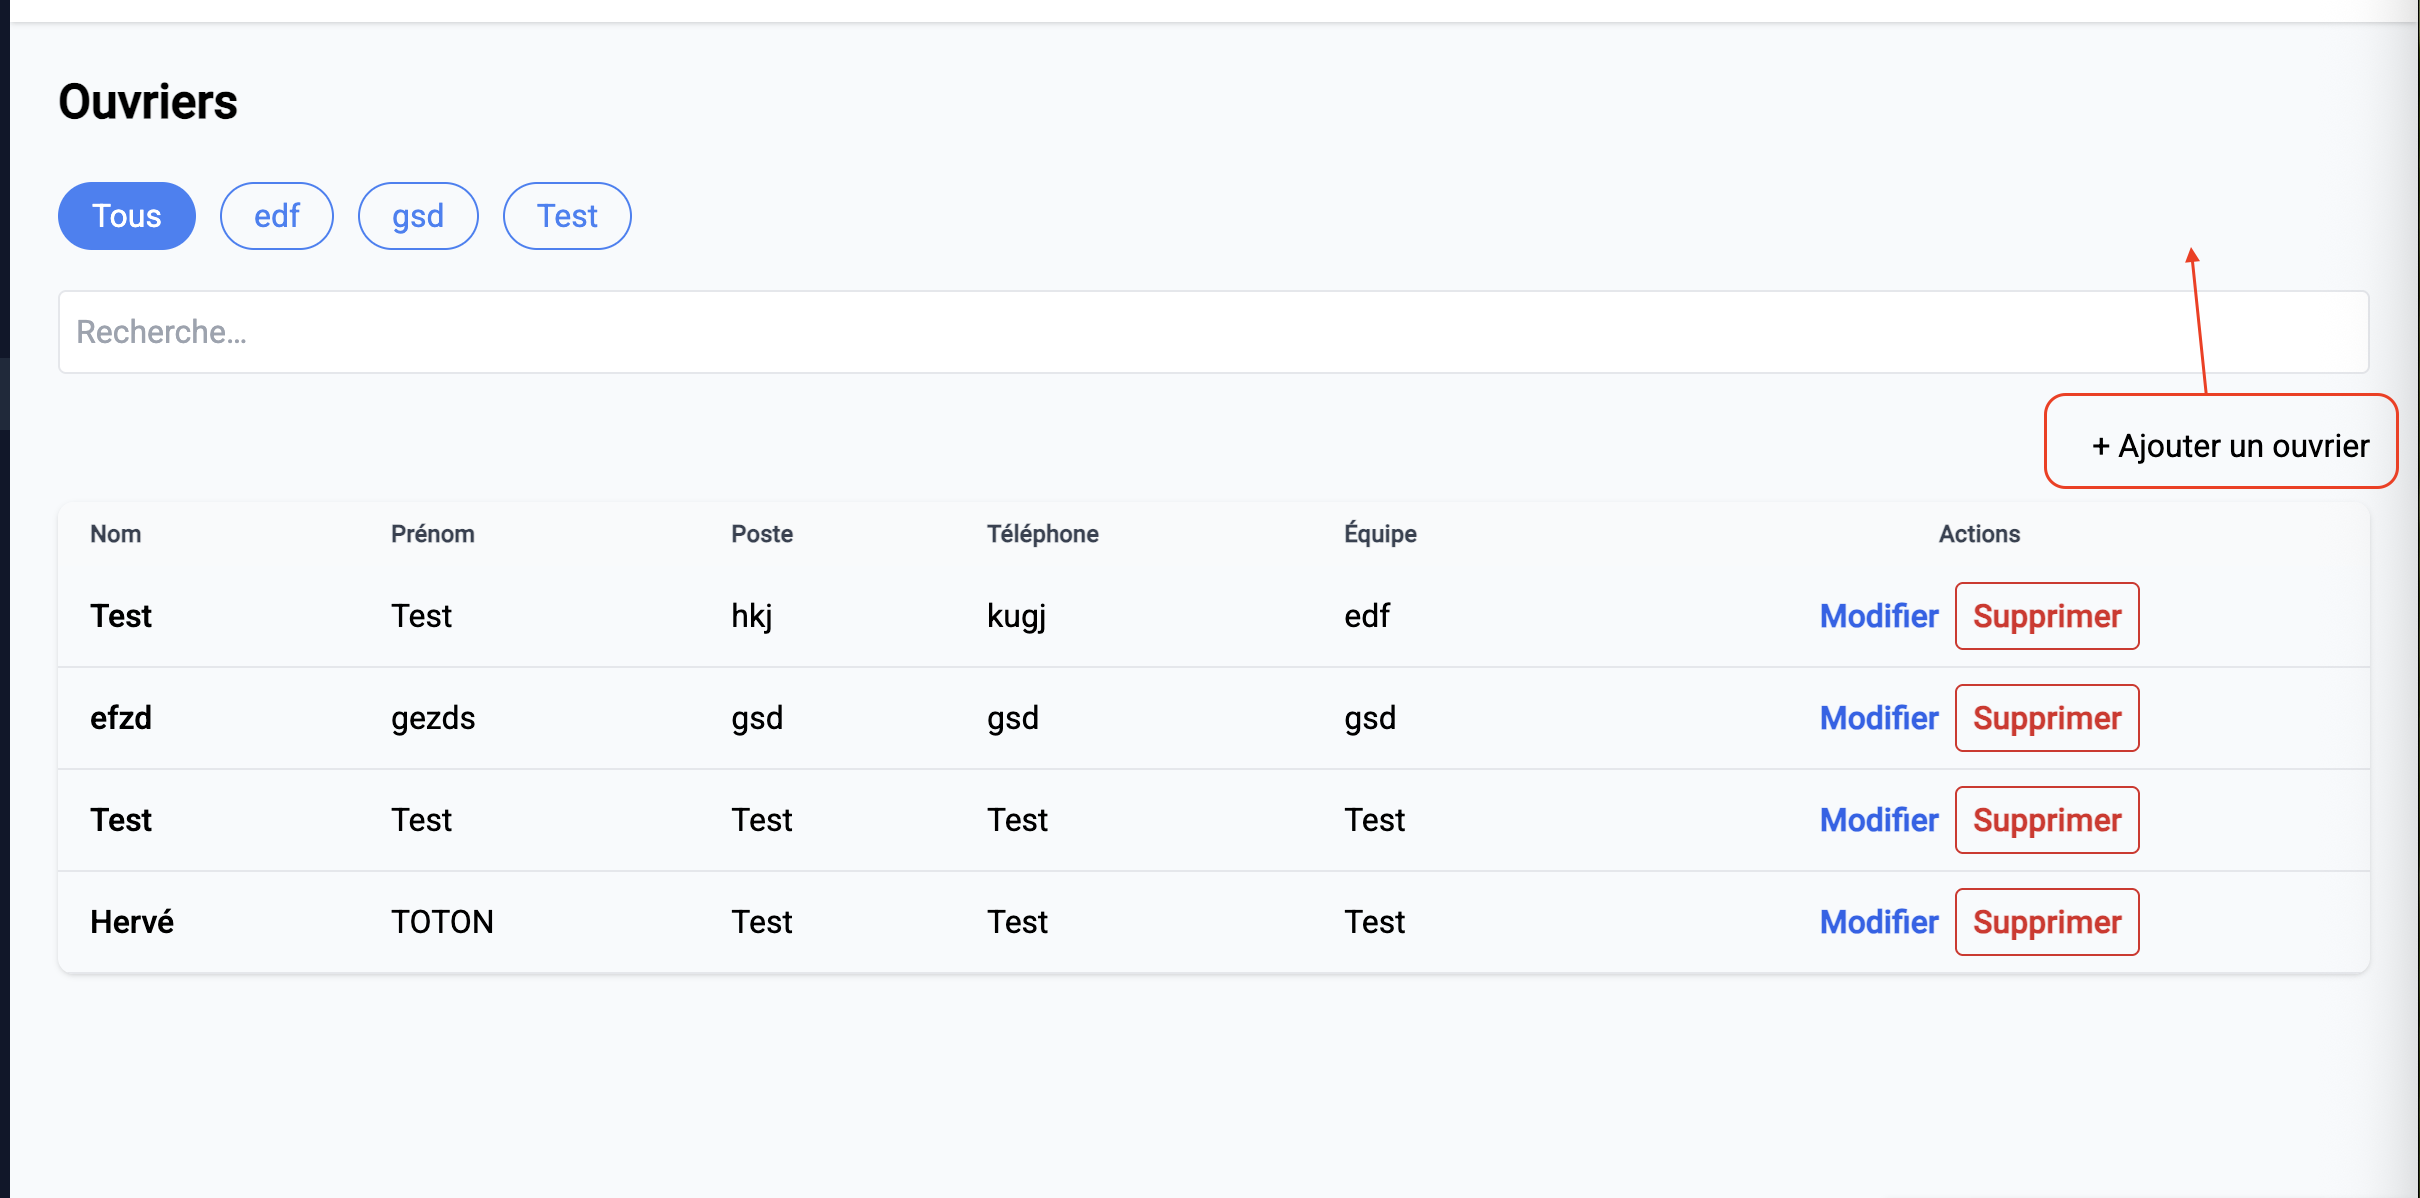 Ouvriers
Tous edf gsd Test
Recherche...
+ Ajouter un ouvrier
Nom Prénom Poste Téléphone Équipe Actions
Test Test hkj kugj edf Modifier Supprimer
efzd gezds gsd gsd gsd Modifier Supprimer
Test Test Test Test Test Modifier Supprimer
Hervé TOTON Test Test Test Modifier Supprimer